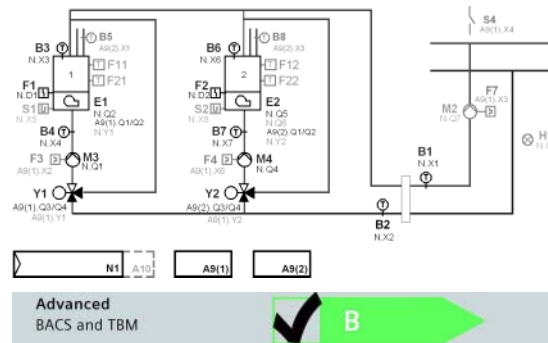 S4
A9(1).X4
B3
N.X3
B5
A9(2).X1
B6
N.X6
B8
A9(2).X3
1
T F11
T F21
2
T F12
T F22
F1
N.D1
F2
N.D2
S1
N.X5
E1
N.Q2
A9(1).Q1/Q2
N.Y1
S2
N.X8
E2
N.Q5
N.Q6
A9(2).Q1/Q2
N.Y2
M2
N.Q7
F7
A9(1).X3
B4
N.X4
B7
N.X7
B1
N.X1
F3
A9(1).X2
M3
N.Q1
F4
A9(1).X6
M4
N.Q4
Y1
A9(1).Q3/Q4
A9(1).Y1
Y2
A9(2).Q3/Q4
A9(1).Y2
B2
N.X2
N1
A10
A9(1)
A9(2)
Advanced
BACS and TBM
B